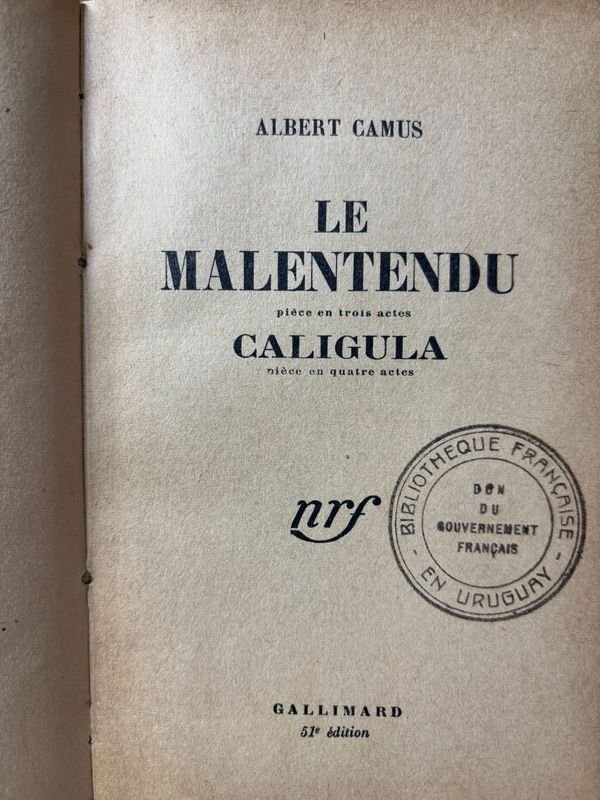 ALBERT CAMUS
LE
MALENTENDU
pièce en trois actes
CALIGULA
pièce en quatre actes
nrf
BIBLIOTHEQUE FRANÇAISE
DON
DU
GOUVERNEMENT
FRANÇAIS
- EN URUGUAY -
GALLIMARD
51e édition